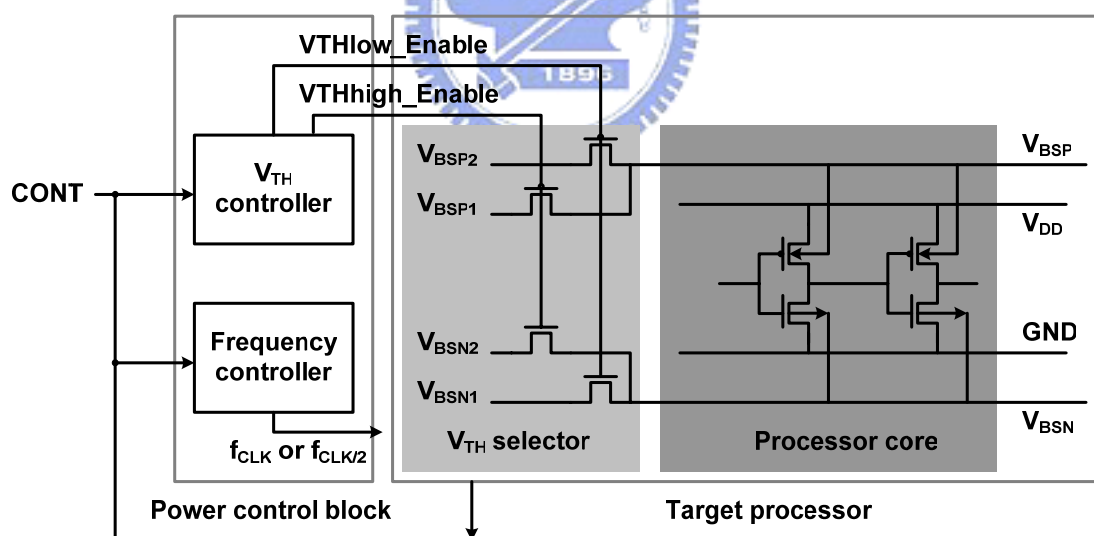 VTHlow_Enable
1896
VTHhigh_Enable
CONT
VTH
controller
VBSP2
VBSP1
VBSP
VDD
Frequency
controller
VBSN2
VBSN1
GND
VBSN
fCLK or fCLK/2
VTH selector
Processor core
Power control block
Target processor